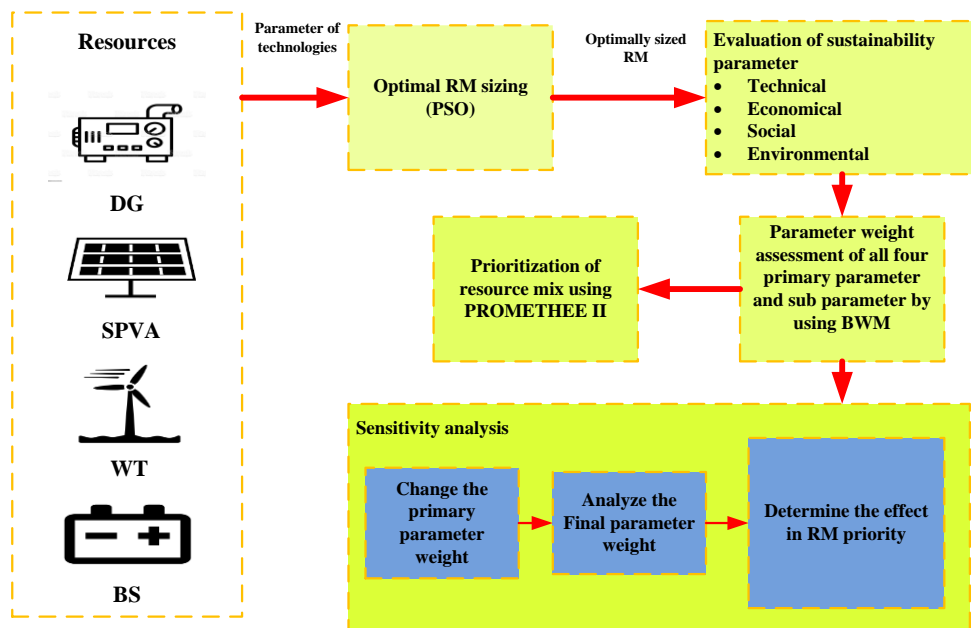 Resources
DG
SPVA
WT
BS
Parameter of
technologies
Optimal RM sizing
(PSO)
Optimally sized
RM
Evaluation of sustainability
parameter
• Technical
• Economical
• Social
• Environmental
Parameter weight
assessment of all four
primary parameter
and sub parameter by
using BWM
Prioritization of
resource mix using
PROMETHEE II
Sensitivity analysis
Change the
primary
parameter
weight
Analyze the
Final parameter
weight
Determine the effect
in RM priority